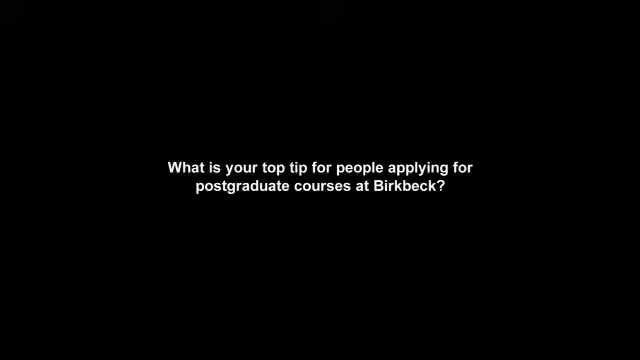 What is your top tip for people applying for
postgraduate courses at Birkbeck?